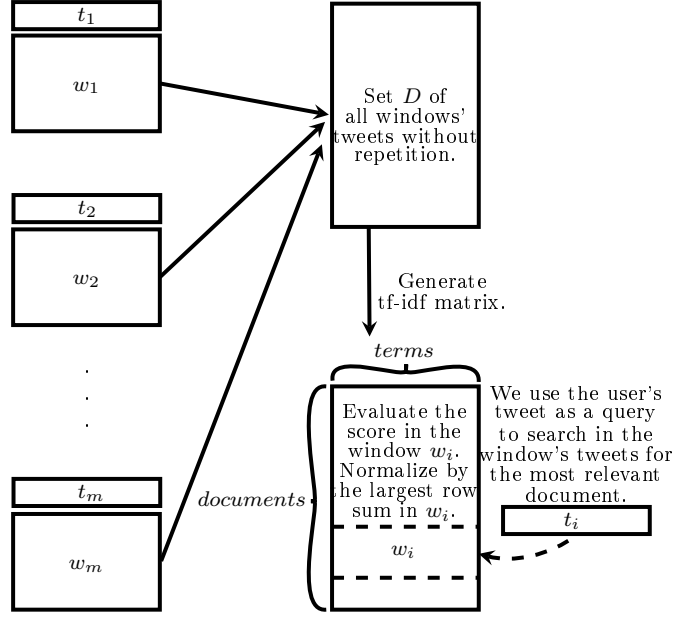 t₁
w₁
t₂
w₂
.
.
.
tₘ
wₘ
Set D of
all windows'
tweets without
repetition.
Generate
tf-idf matrix.
terms
documents
Evaluate the
score in the
window wᵢ.
Normalize by
the largest row
sum in wᵢ.
wᵢ
We use the user's
tweet as a query
to search in the
window's tweets for
the most relevant
document.
tᵢ